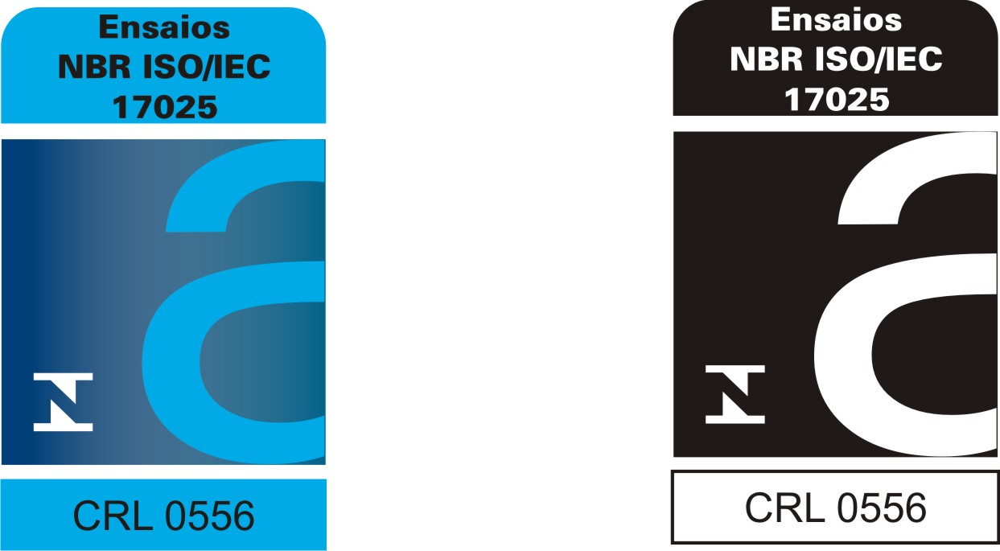 Ensaios
NBR ISO/IEC
17025
a
CRL 0556
Ensaios
NBR ISO/IEC
17025
a
CRL 0556